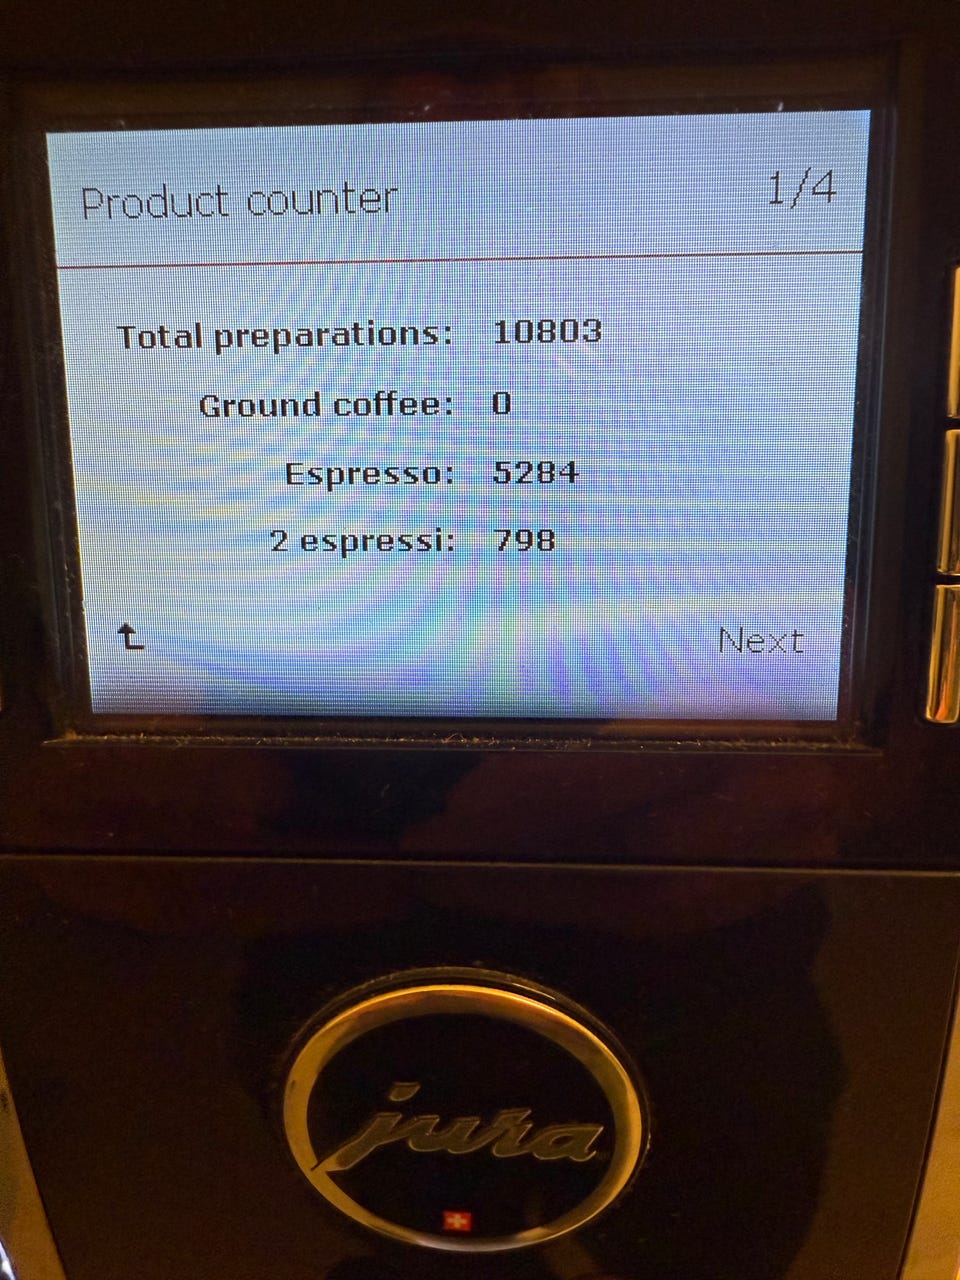 Product counter 1/4
Total preparations: 10803
Ground coffee: 0
Espresso: 5284
2 espressi: 798
Next
jura